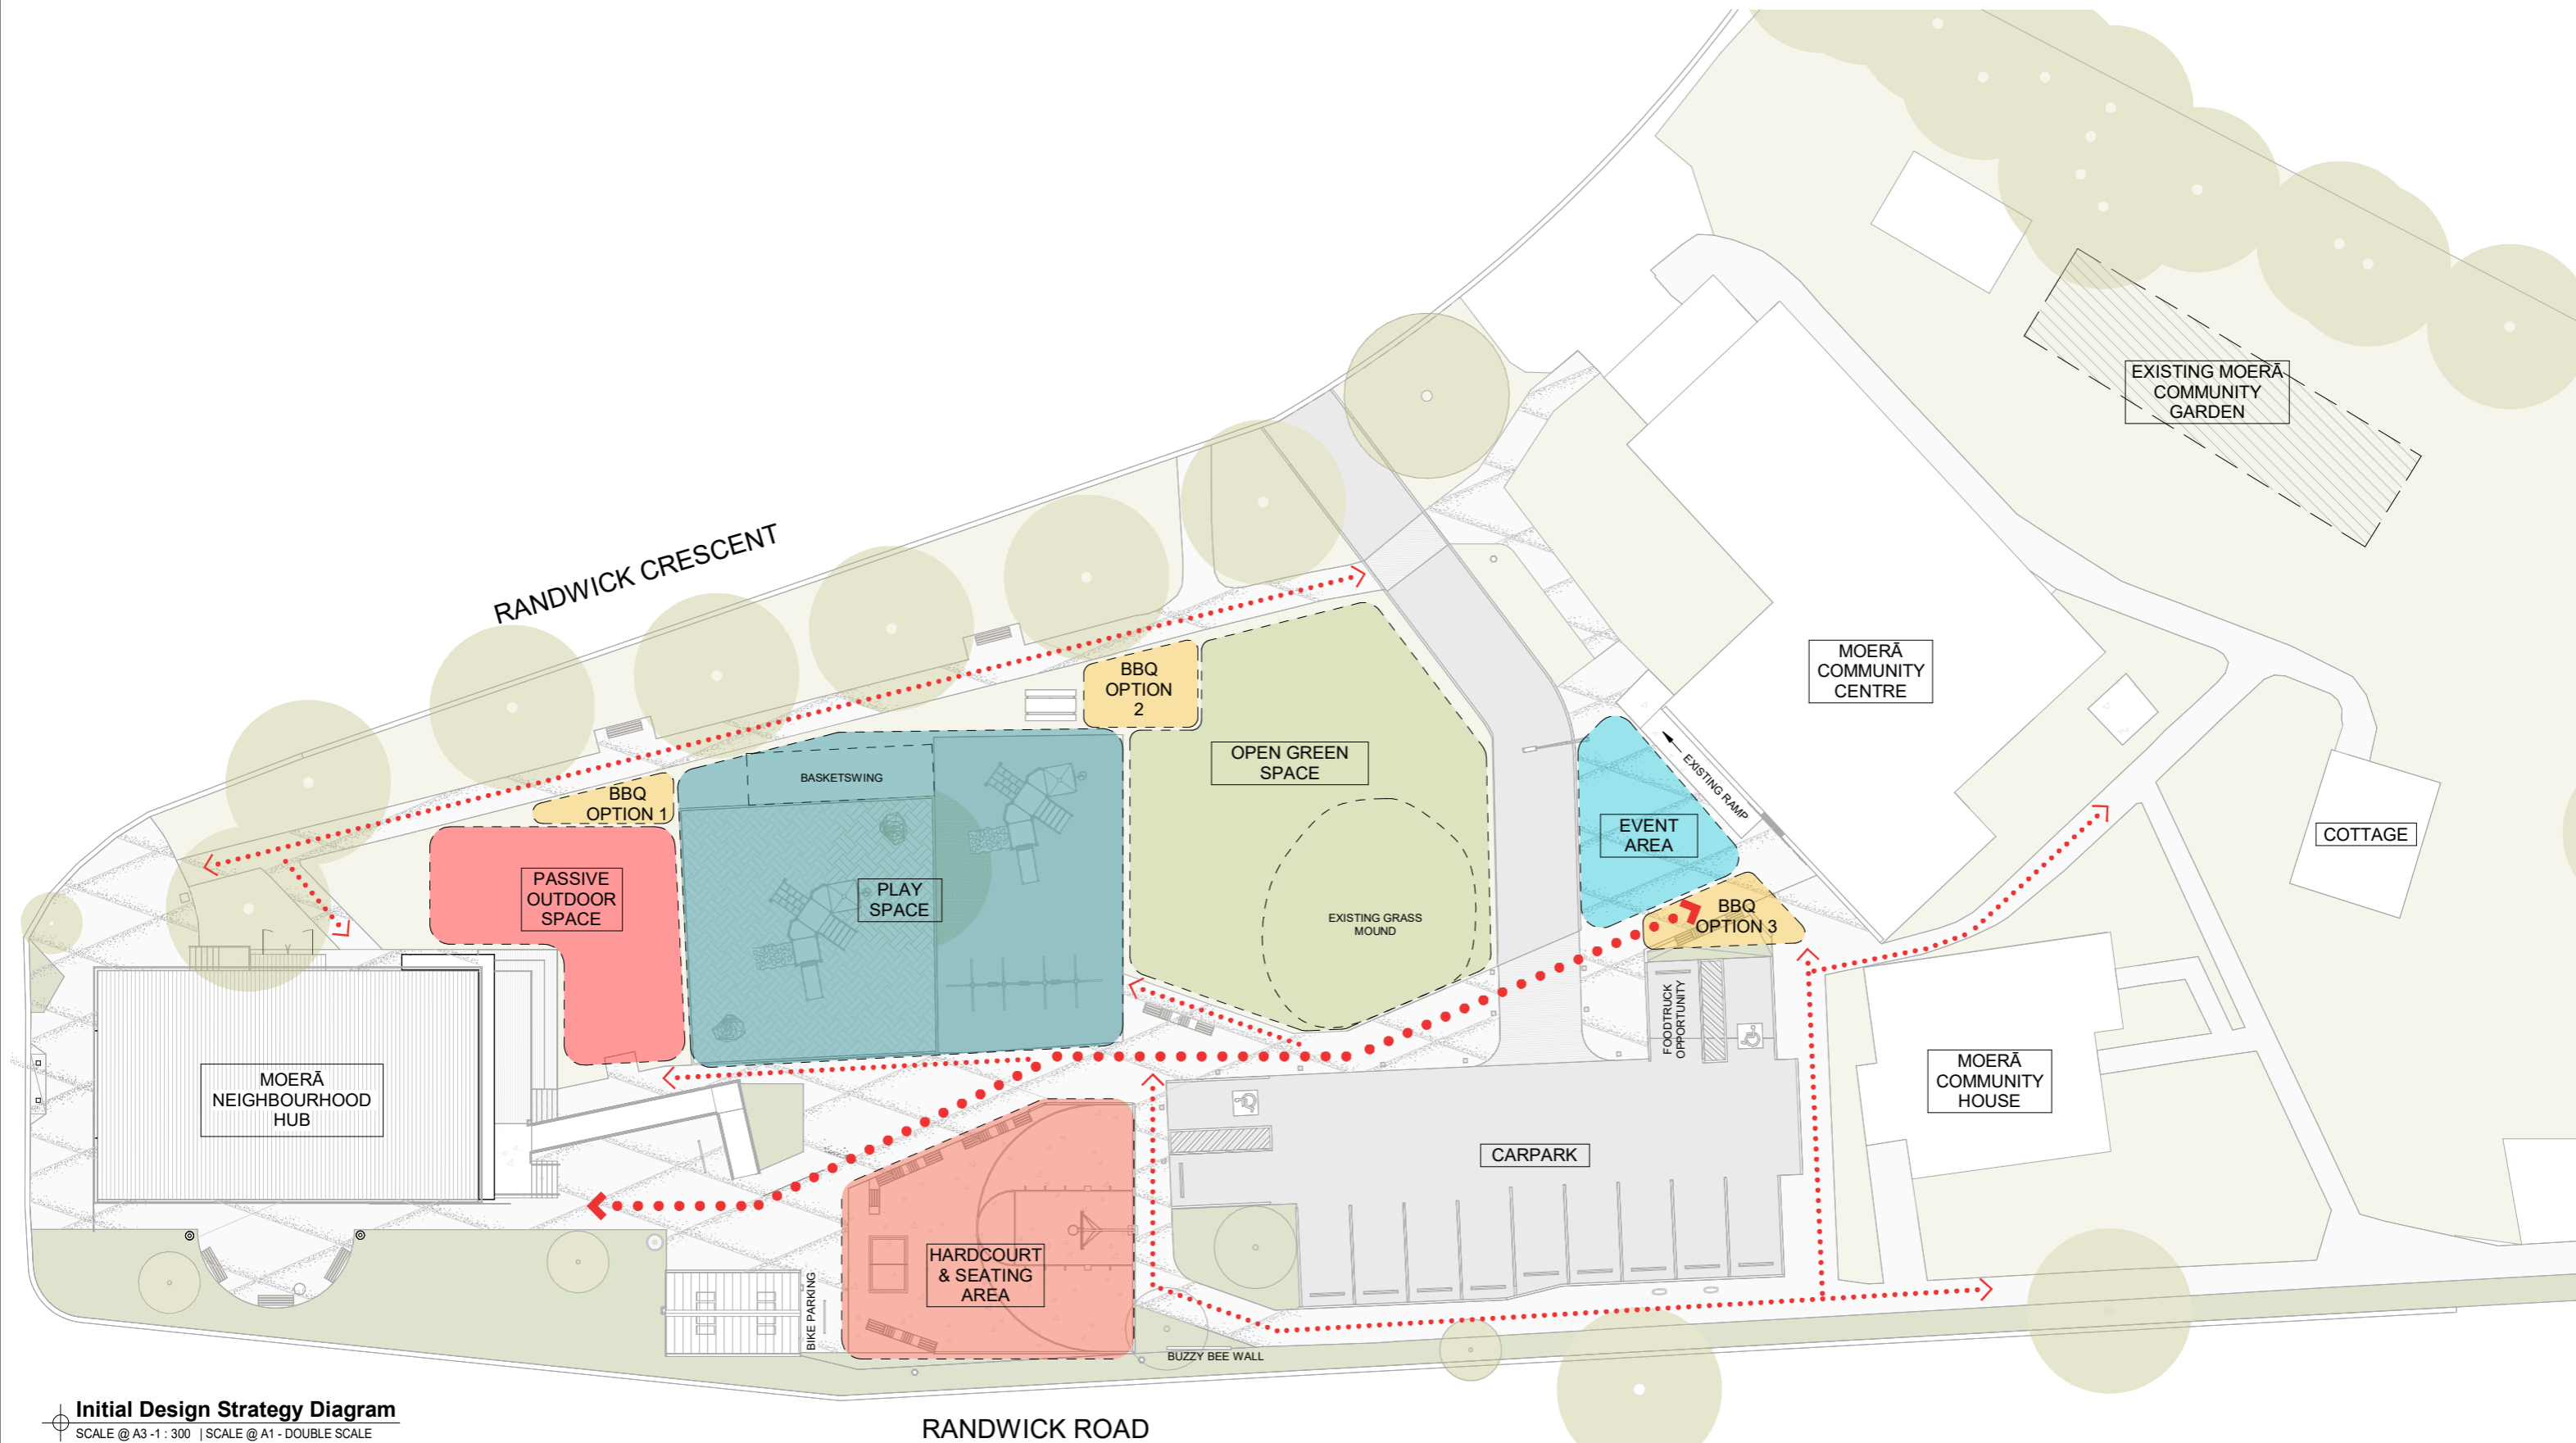 EXISTING MOERĀ
COMMUNITY
GARDEN
RANDWICK CRESCENT
MOERĀ
COMMUNITY
CENTRE
BBQ
OPTION
2
OPEN GREEN
SPACE
BASKETSWING
EXISTING RAMP
BBQ
OPTION 1
EVENT
AREA
COTTAGE
PASSIVE
OUTDOOR
SPACE
PLAY
SPACE
EXISTING GRASS
MOUND
BBQ
OPTION 3
FOODTRUCK
OPPORTUNITY
MOERĀ
NEIGHBOURHOOD
HUB
MOERĀ
COMMUNITY
HOUSE
CARPARK
HARDCOURT
& SEATING
AREA
BIKE PARKING
BUZZY BEE WALL
Initial Design Strategy Diagram
SCALE @ A3 -1 : 300 | SCALE @ A1 - DOUBLE SCALE
RANDWICK ROAD